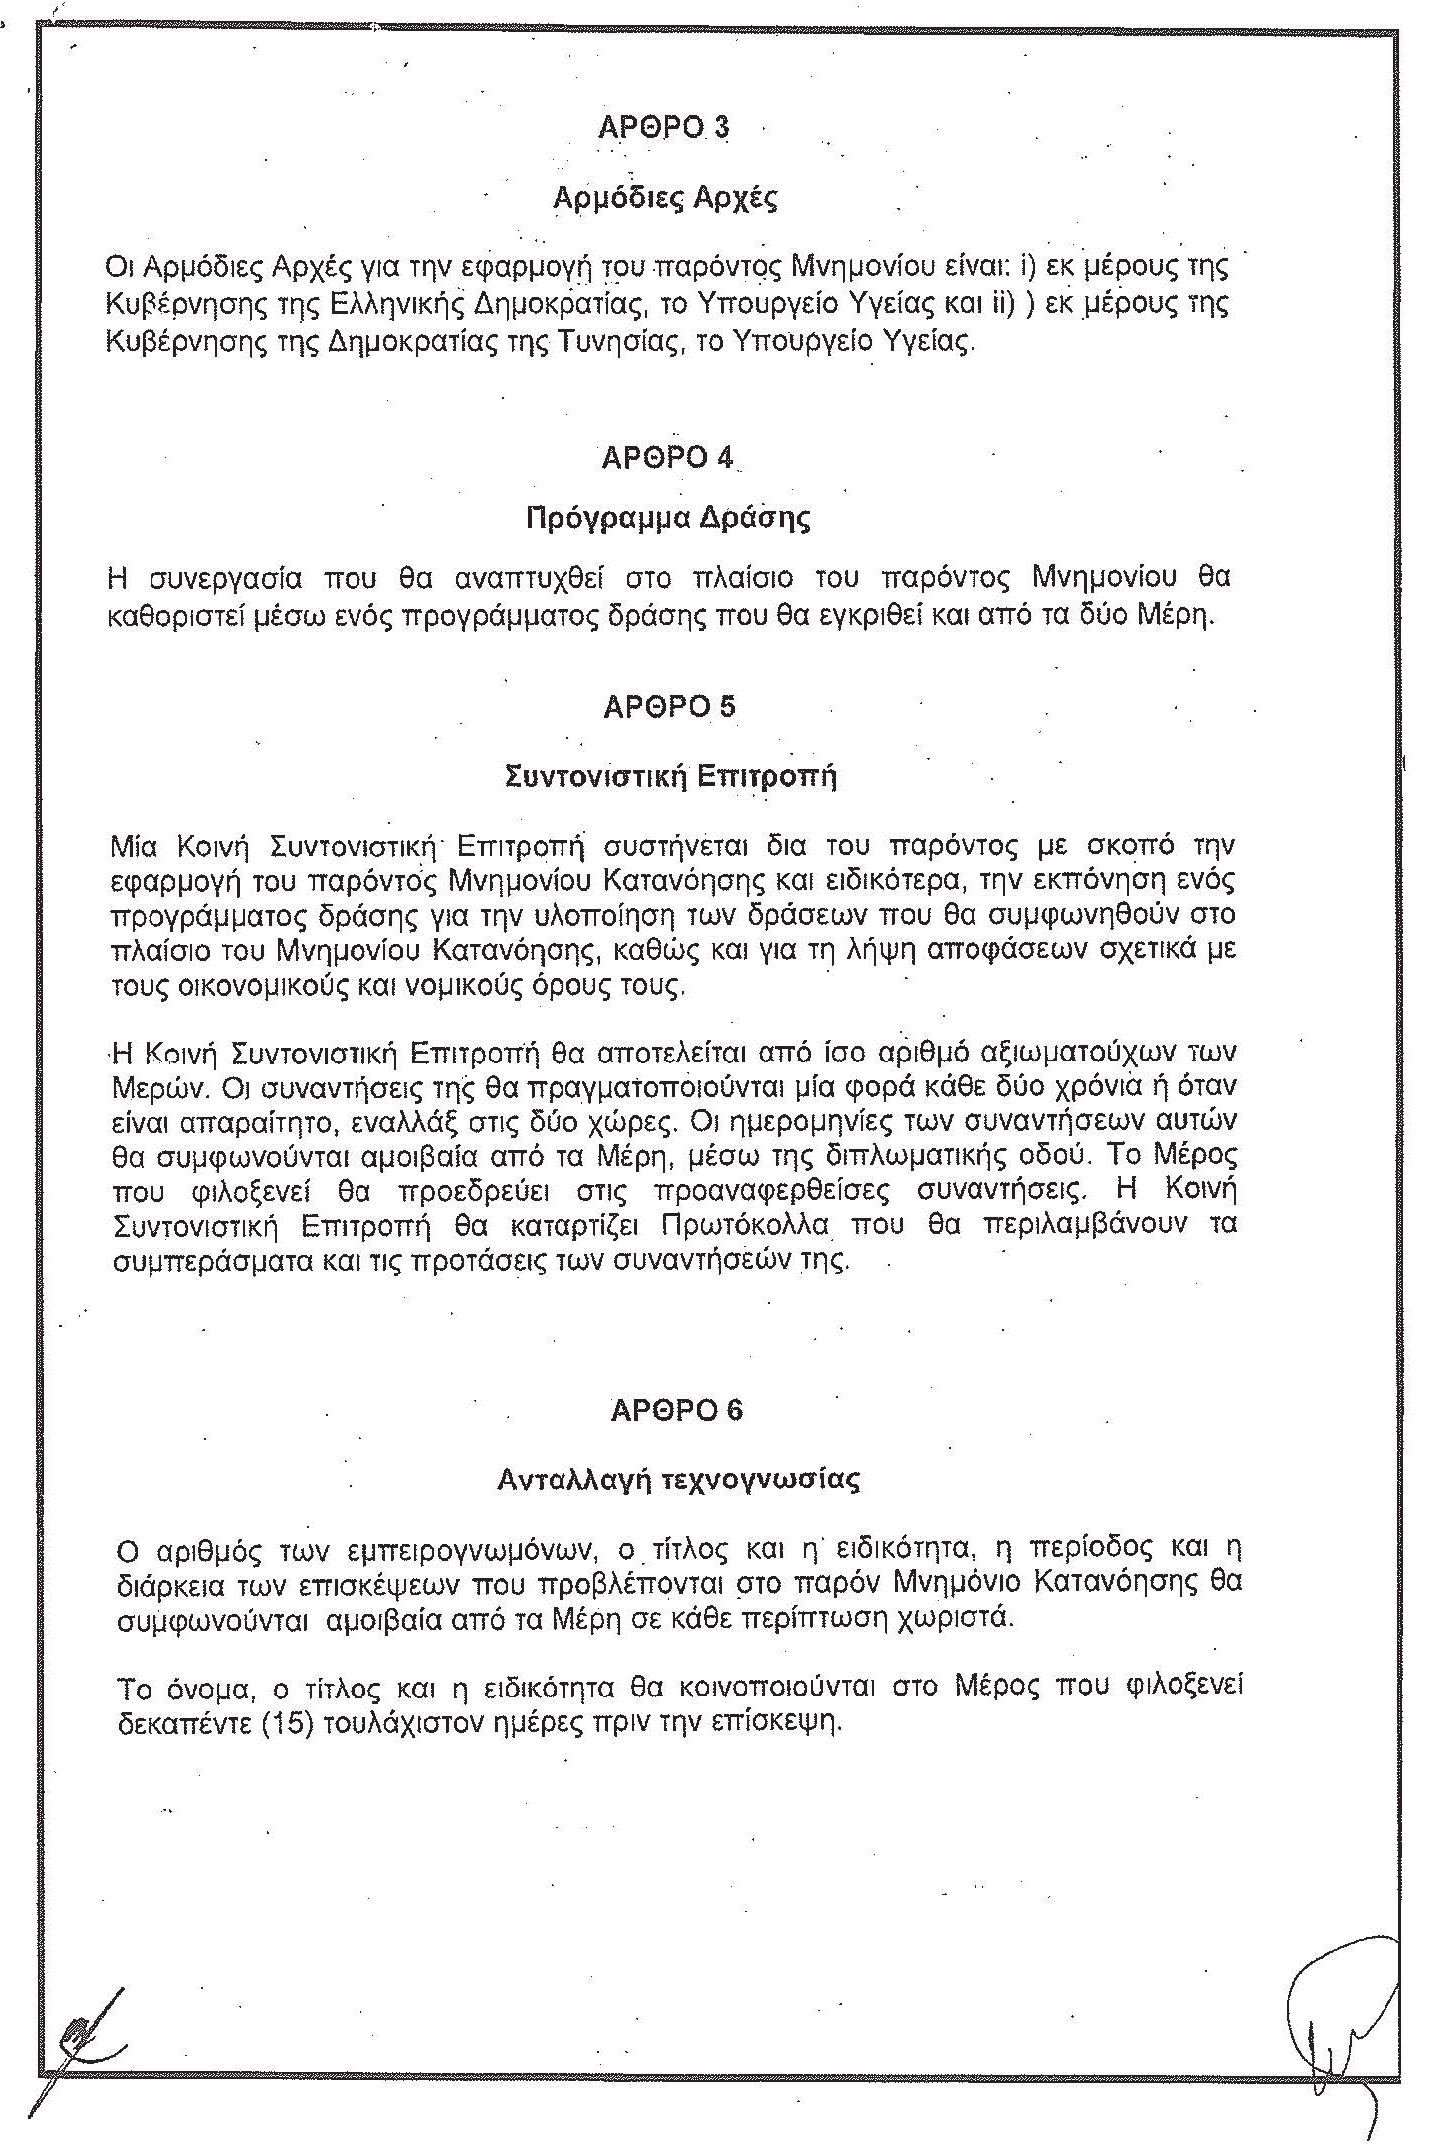 ΑΡΘΡΟ 3
Αρμόδιες Αρχές
Οι Αρμόδιες Αρχές για την εφαρμογή του παρόντος Μνημονίου είναι: i) εκ μέρους της
Κυβέρνησης της Ελληνικής Δημοκρατίας, το Υπουργείο Υγείας και ii) ) εκ μέρους της
Κυβέρνησης της Δημοκρατίας της Τυνησίας, το Υπουργείο Υγείας.
ΑΡΘΡΟ 4
Πρόγραμμα Δράσης
Η συνεργασία που θα αναπτυχθεί στο πλαίσιο του παρόντος Μνημονίου θα
καθοριστεί μέσω ενός προγράμματος δράσης που θα εγκριθεί και από τα δύο Μέρη.
ΑΡΘΡΟ 5
Συντονιστική Επιτροπή
Μία Κοινή Συντονιστική Επιτροπή συστήνεται δια του παρόντος με σκοπό την
εφαρμογή του παρόντος Μνημονίου Κατανόησης και ειδικότερα, την εκπόνηση ενός
προγράμματος δράσης για την υλοποίηση των δράσεων που θα συμφωνηθούν στο
πλαίσιο του Μνημονίου Κατανόησης, καθώς και για τη λήψη αποφάσεων σχετικά με
τους οικονομικούς και νομικούς όρους τους.
Η Κοινή Συντονιστική Επιτροπή θα αποτελείται από ίσο αριθμό αξιωματούχων των
Μερών. Οι συναντήσεις της θα πραγματοποιούνται μία φορά κάθε δύο χρόνια ή όταν
είναι απαραίτητο, εναλλάξ στις δύο χώρες. Οι ημερομηνίες των συναντήσεων αυτών
θα συμφωνούνται αμοιβαία από τα Μέρη, μέσω της διπλωματικής οδού. Το Μέρος
που φιλοξενεί θα προεδρεύει στις προαναφερθείσες συναντήσεις. Η Κοινή
Συντονιστική Επιτροπή θα καταρτίζει Πρωτόκολλα που θα περιλαμβάνουν τα
συμπεράσματα και τις προτάσεις των συναντήσεών της.
ΑΡΘΡΟ 6
Ανταλλαγή τεχνογνωσίας
Ο αριθμός των εμπειρογνωμόνων, ο τίτλος και η ειδικότητα, η περίοδος και η
διάρκεια των επισκέψεων που προβλέπονται στο παρόν Μνημόνιο Κατανόησης θα
συμφωνούνται αμοιβαία από τα Μέρη σε κάθε περίπτωση χωριστά.
Το όνομα, ο τίτλος και η ειδικότητα θα κοινοποιούνται στο Μέρος που φιλοξενεί
δεκαπέντε (15) τουλάχιστον ημέρες πριν την επίσκεψη.